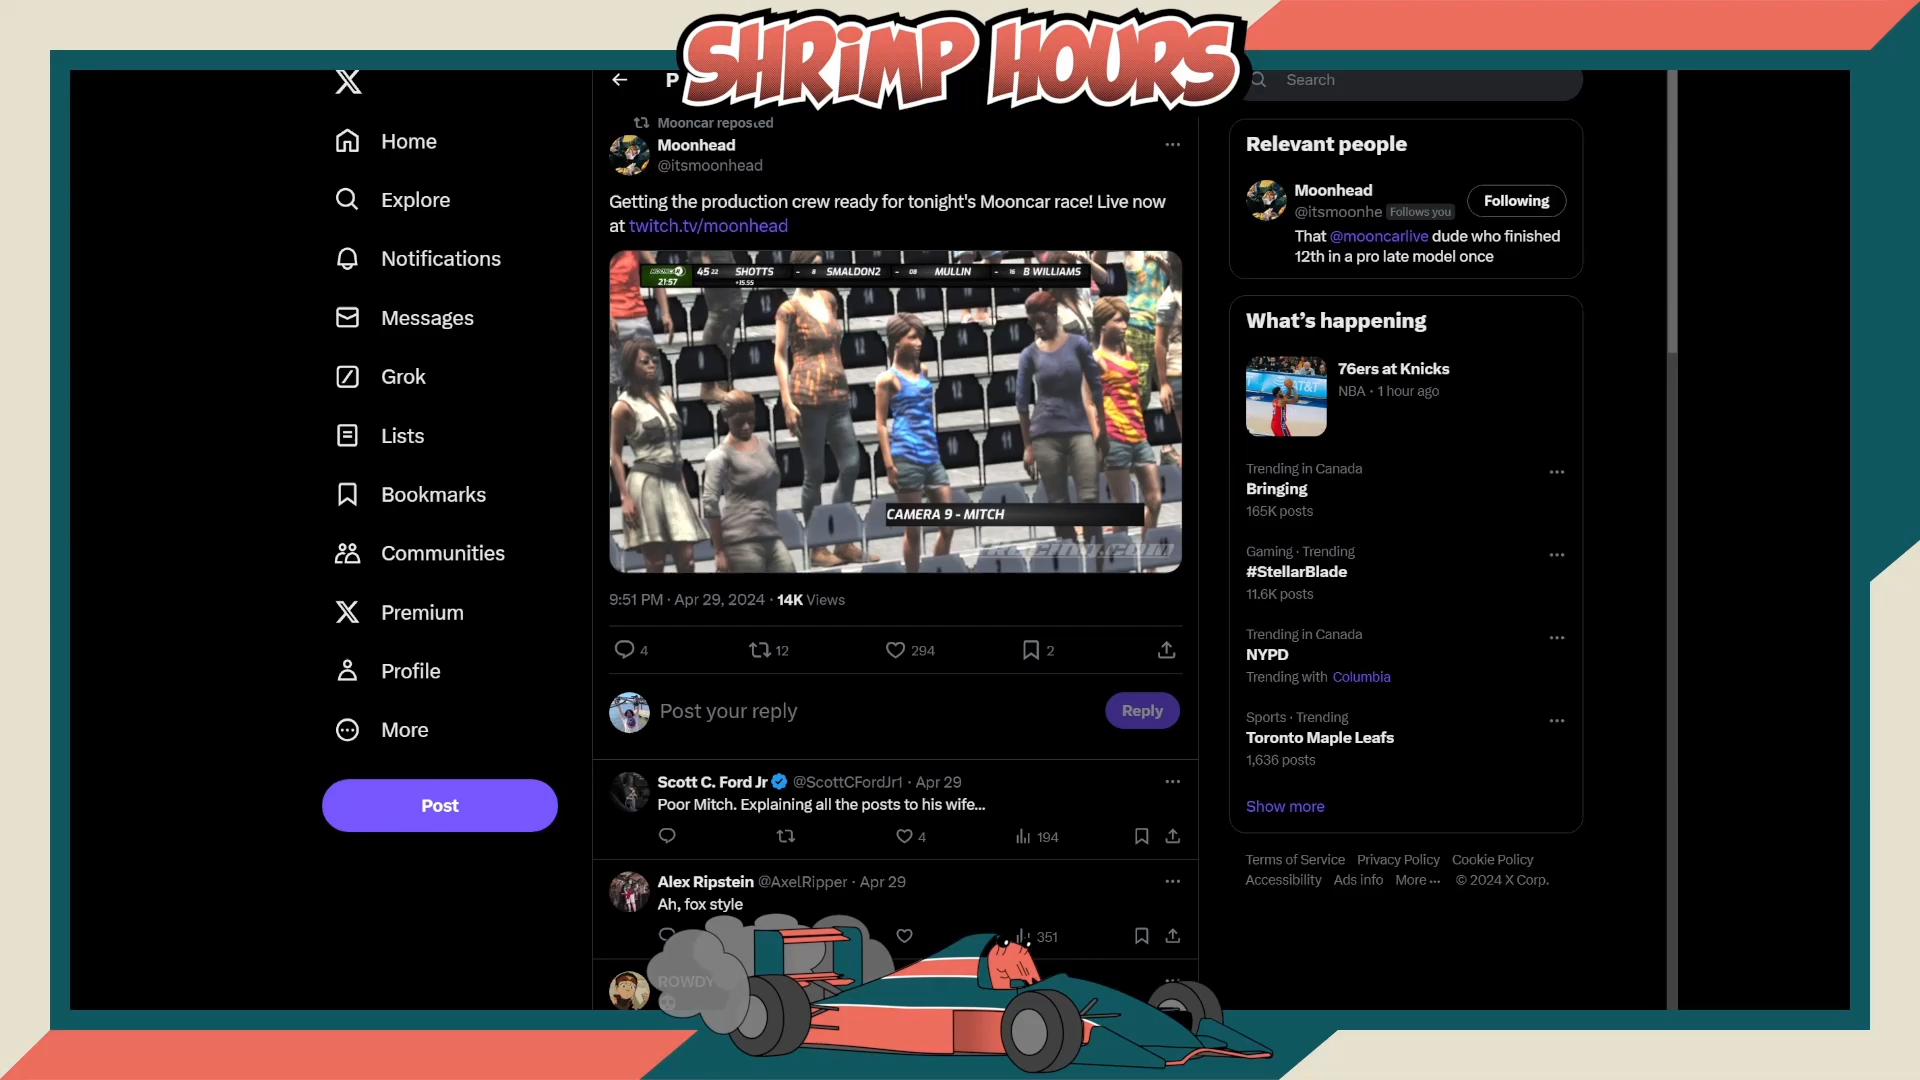 SHRIMP HOURS
P
Search
Home
Explore
Notifications
Messages
Grok
Lists
Bookmarks
Communities
Premium
Profile
More
Post
Mooncar reposted
Moonhead
@itsmoonhead
Getting the production crew ready for tonight's Mooncar race! Live now
at twitch.tv/moonhead
45 22 SHOTTS - 8 SMALDON2 - 08 MULLIN - 16 B WILLIAMS
21:57 +15.55
CAMERA 9 - MITCH
9:51 PM · Apr 29, 2024 · 14K Views
4 12 294 2
Post your reply
Reply
Scott C. Ford Jr @ScottCFordJr1 · Apr 29
Poor Mitch. Explaining all the posts to his wife...
4 194
Alex Ripstein @AxelRipper · Apr 29
Ah, fox style
351
ROWDY
Relevant people
Moonhead
@itsmoonhe Follows you
Following
That @mooncarlive dude who finished
12th in a pro late model once
What's happening
76ers at Knicks
NBA · 1 hour ago
AT&T
Trending in Canada
Bringing
165K posts
Gaming · Trending
#StellarBlade
11.6K posts
Trending in Canada
NYPD
Trending with Columbia
Sports · Trending
Toronto Maple Leafs
1,636 posts
Show more
Terms of Service Privacy Policy Cookie Policy
Accessibility Ads info More ··· © 2024 X Corp.